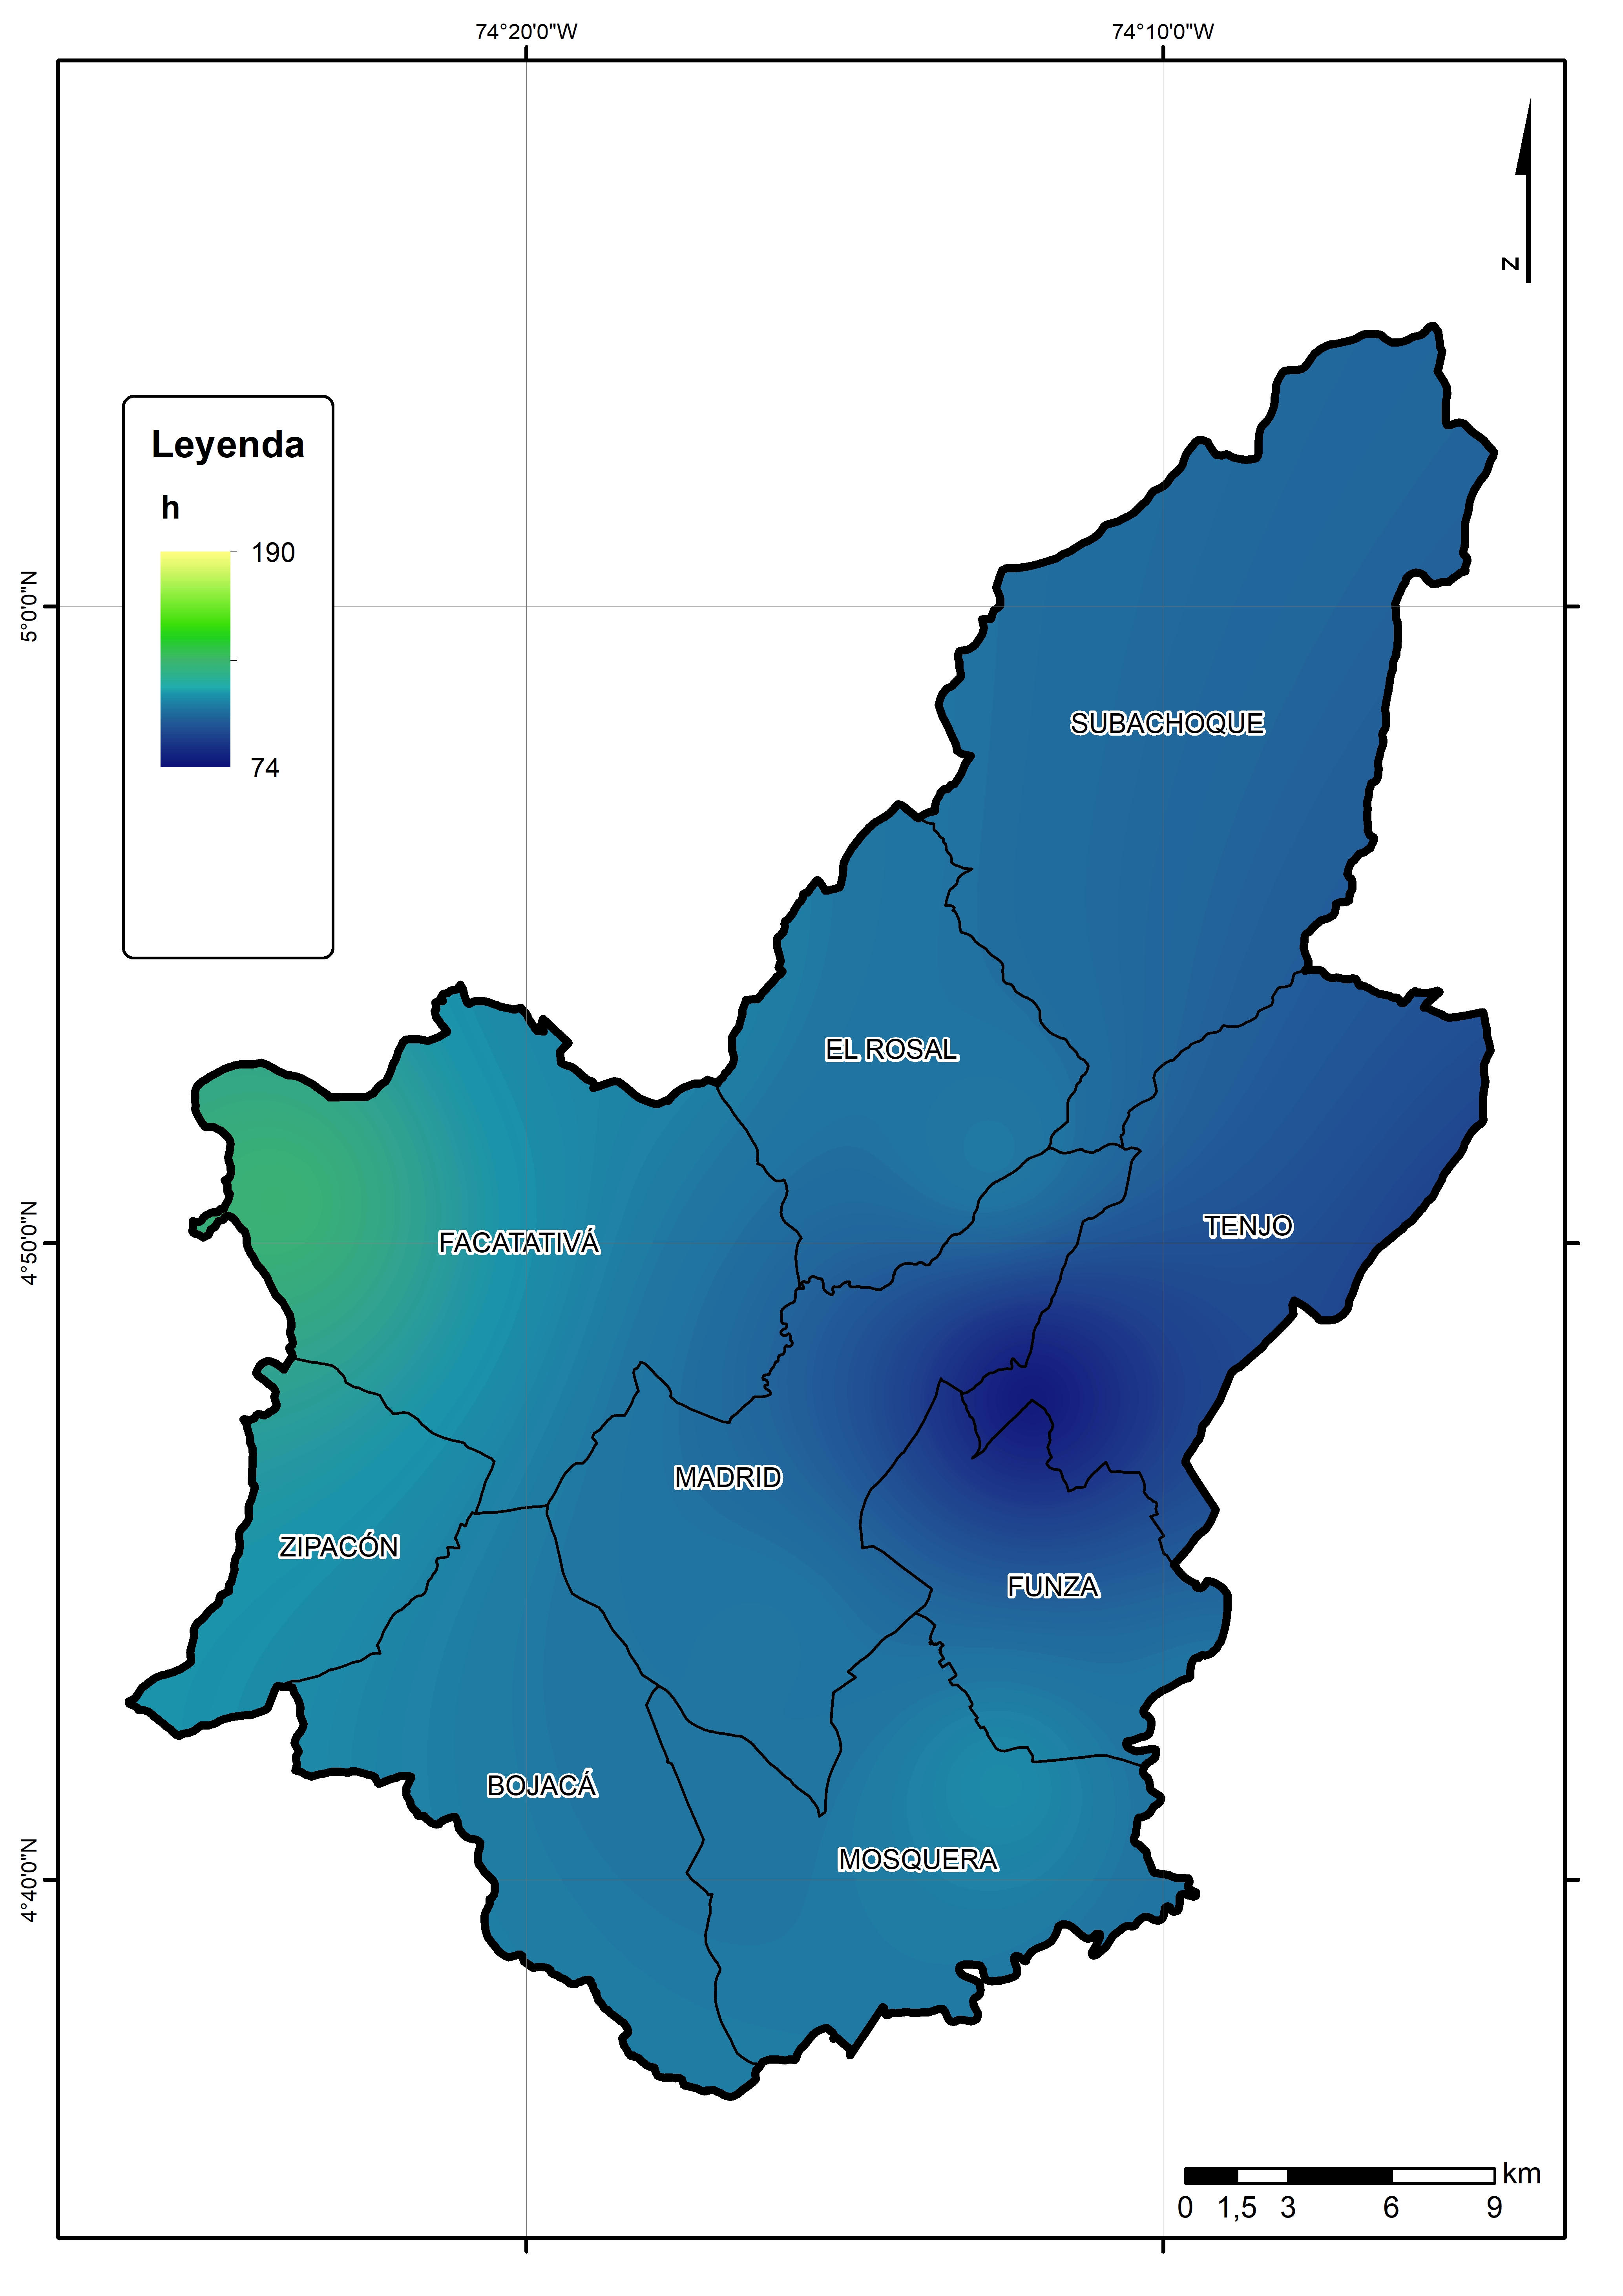 74°20'0"W
74°10'0"W
N
Leyenda
h
190
74
5°0'0"N
SUBACHOQUE
EL ROSAL
TENJO
4°50'0"N
FACATATIVÁ
MADRID
ZIPACÓN
FUNZA
BOJACÁ
MOSQUERA
4°40'0"N
km
0 1,5 3 6 9